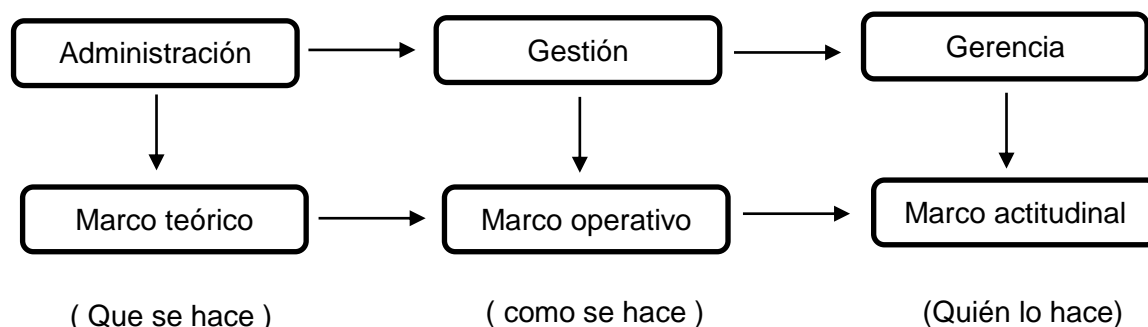 Administración
Gestión
Gerencia
Marco teórico
Marco operativo
Marco actitudinal
( Que se hace )
( como se hace )
(Quién lo hace)